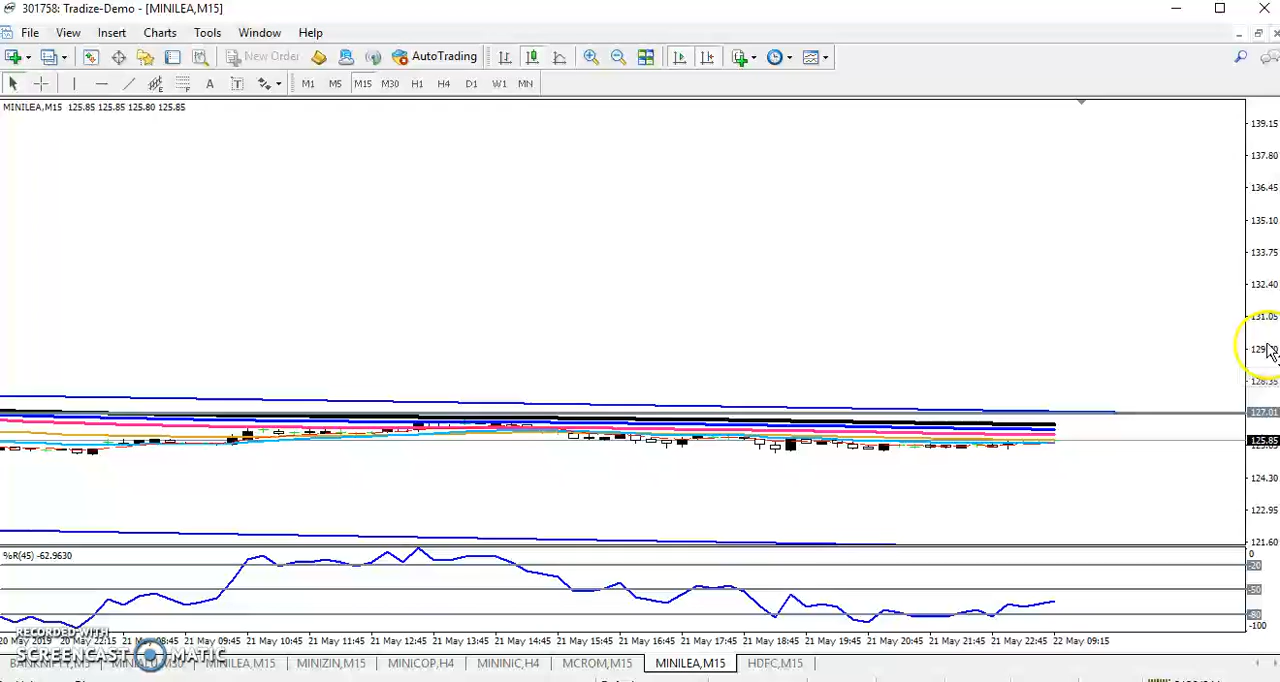 301758: Tradize-Demo - [MINILEA,M15]
File View Insert Charts Tools Window Help
New Order AutoTrading
A T M1 M5 M15 M30 H1 H4 D1 W1 MN
MINILEA,M15 125.85 125.85 125.80 125.85
139.15
137.80
136.45
135.10
133.75
132.40
131.05
128.35
127.01
125.85
124.30
122.95
121.60
%R(45) -62.9630
0
-20
-50
-80
-100
20 May 2019 20 May 22:15 21 May 08:45 21 May 09:45 21 May 10:45 21 May 11:45 21 May 12:45 21 May 13:45 21 May 14:45 21 May 15:45 21 May 16:45 21 May 17:45 21 May 18:45 21 May 19:45 21 May 20:45 21 May 21:45 21 May 22:45 22 May 09:15
RECORDED WITH
SCREENCAST MATIC
MINILEA,M15 MINIZIN,M15 MINICOP,H4 MININIC,H4 MCROM,M15 MINILEA,M15 HDFC,M15